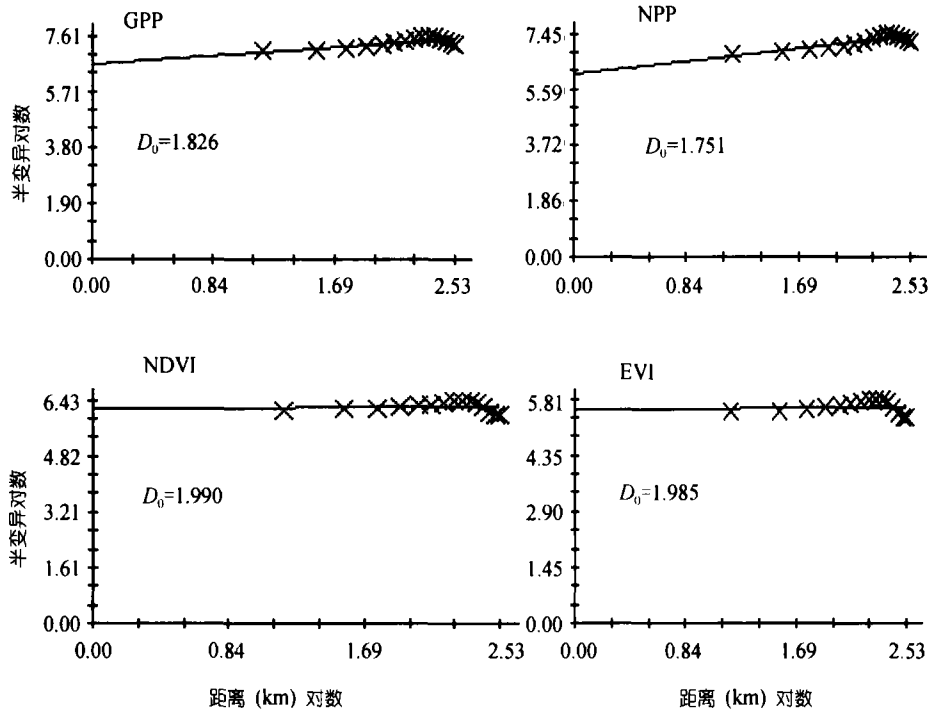 GPP
7.61
5.71
3.80
1.90
0.00
半变异对数
D₀=1.826
0.00 0.84 1.69 2.53
NPP
7.45
5.59
3.72
1.86
0.00
D₀=1.751
0.00 0.84 1.69 2.53
NDVI
6.43
4.82
3.21
1.61
0.00
半变异对数
D₀=1.990
0.00 0.84 1.69 2.53
距离 (km) 对数
EVI
5.81
4.35
2.90
1.45
0.00
D₀=1.985
0.00 0.84 1.69 2.53
距离 (km) 对数